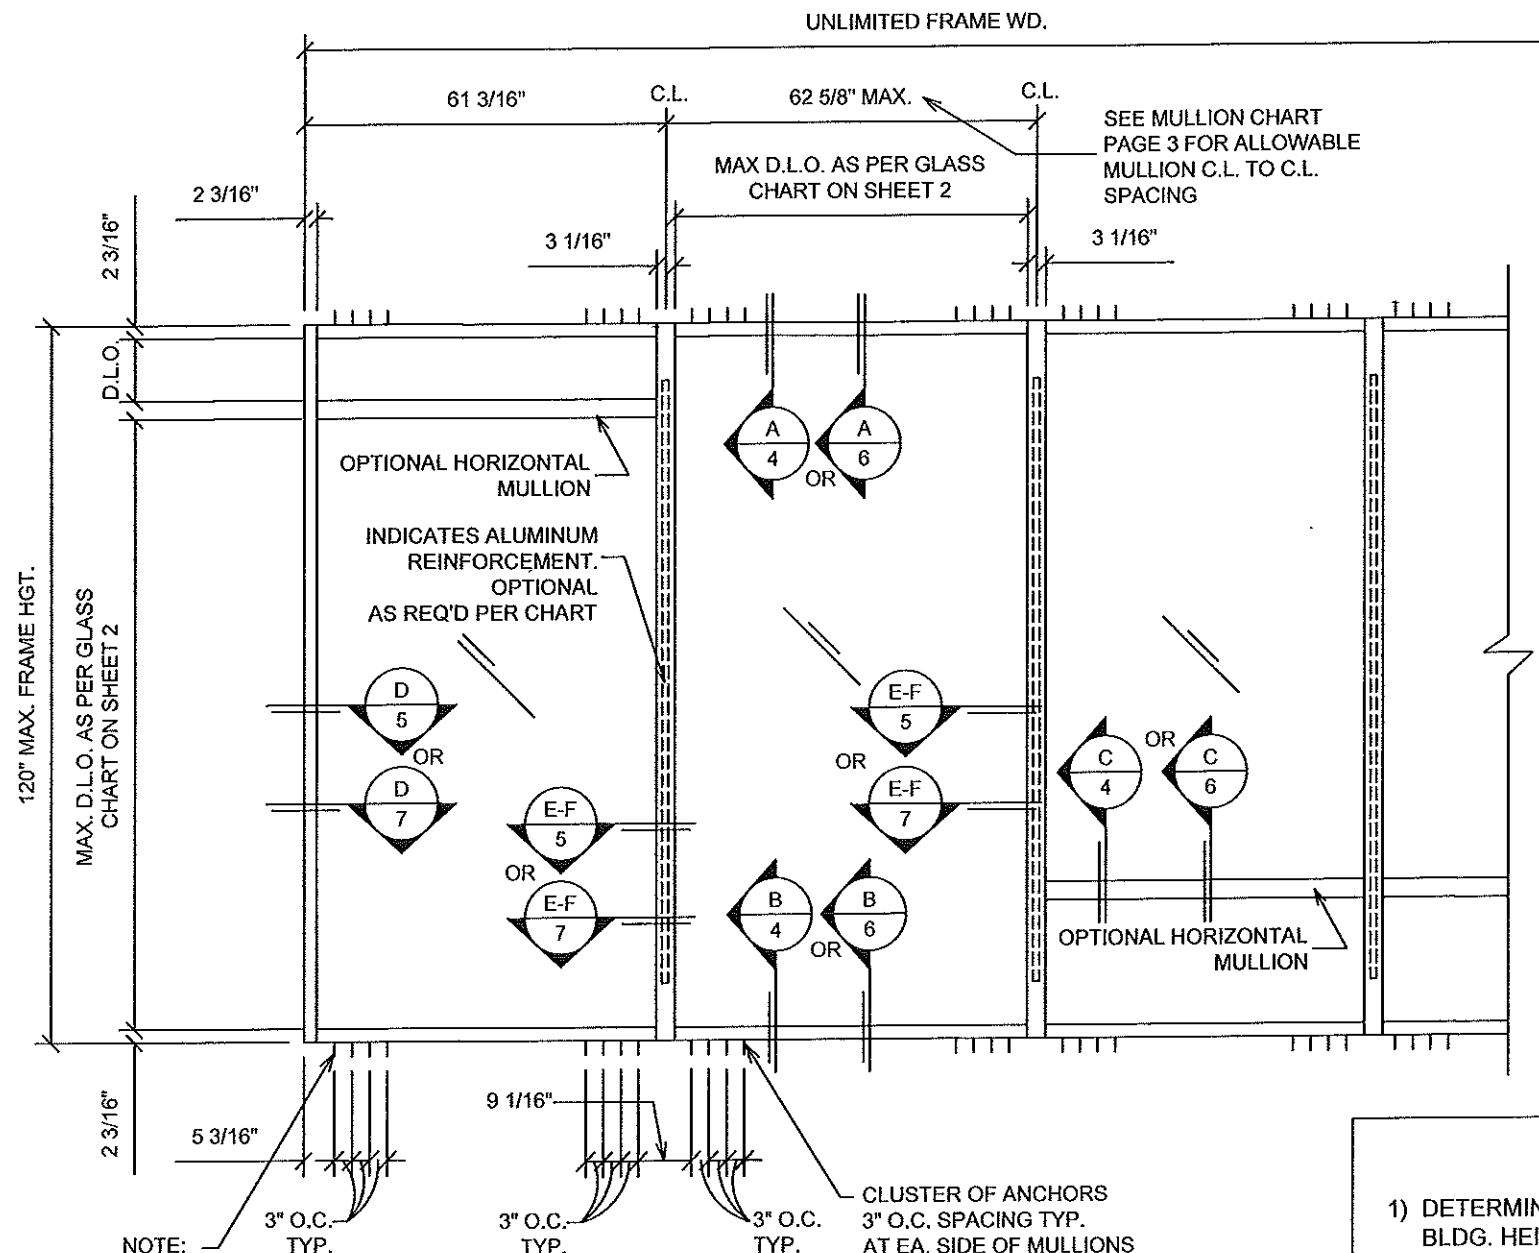 UNLIMITED FRAME WD.
61 3/16"
C.L.
62 5/8" MAX.
C.L.
SEE MULLION CHART
PAGE 3 FOR ALLOWABLE
MULLION C.L. TO C.L.
SPACING
MAX D.L.O. AS PER GLASS
CHART ON SHEET 2
2 3/16"
2 3/16"
3 1/16"
3 1/16"
D.L.O.
A
4
OR
A
6
OPTIONAL HORIZONTAL
MULLION
INDICATES ALUMINUM
REINFORCEMENT.
OPTIONAL
AS REQ'D PER CHART
120" MAX. FRAME HGT.
MAX. D.L.O. AS PER GLASS
CHART ON SHEET 2
D
5
OR
D
7
E-F
5
OR
E-F
7
E-F
5
OR
E-F
7
C
4
OR
C
6
B
4
OR
B
6
OPTIONAL HORIZONTAL
MULLION
2 3/16"
5 3/16"
9 1/16"
NOTE:
3" O.C.
TYP.
3" O.C.
TYP.
3" O.C.
TYP.
CLUSTER OF ANCHORS
3" O.C. SPACING TYP.
AT EA. SIDE OF MULLIONS
1) DETERMIN
BLDG. HEI